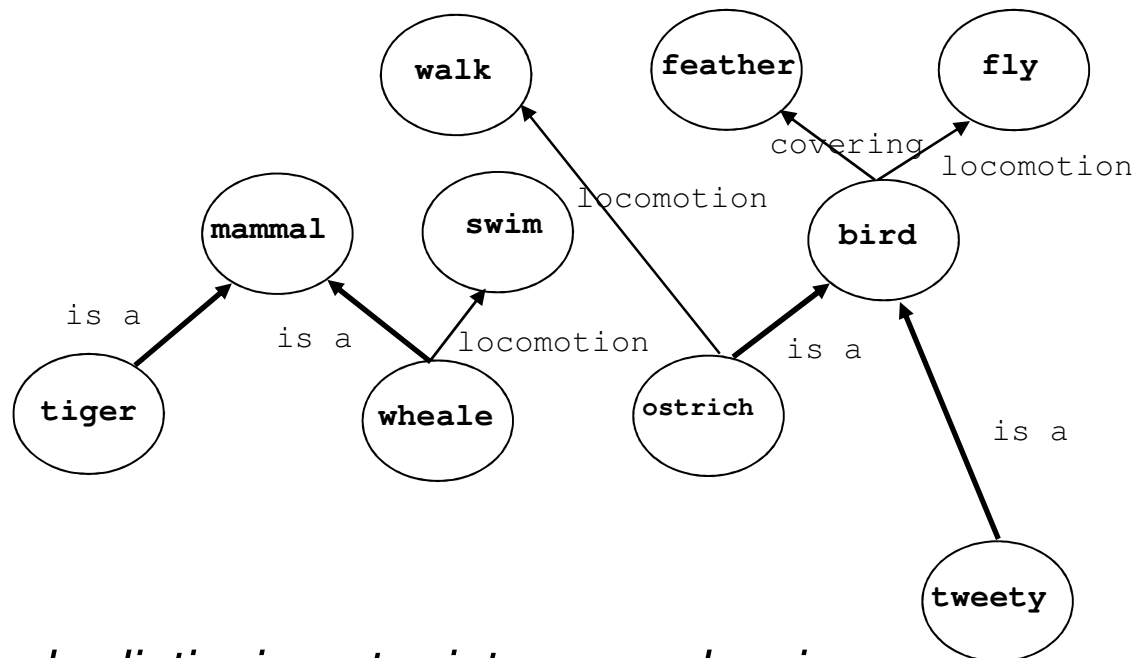 walk
feather
fly
covering
locomotion
locomotion
mammal
swim
bird
is a
is a
locomotion
is a
tiger
wheale
ostrich
is a
tweety